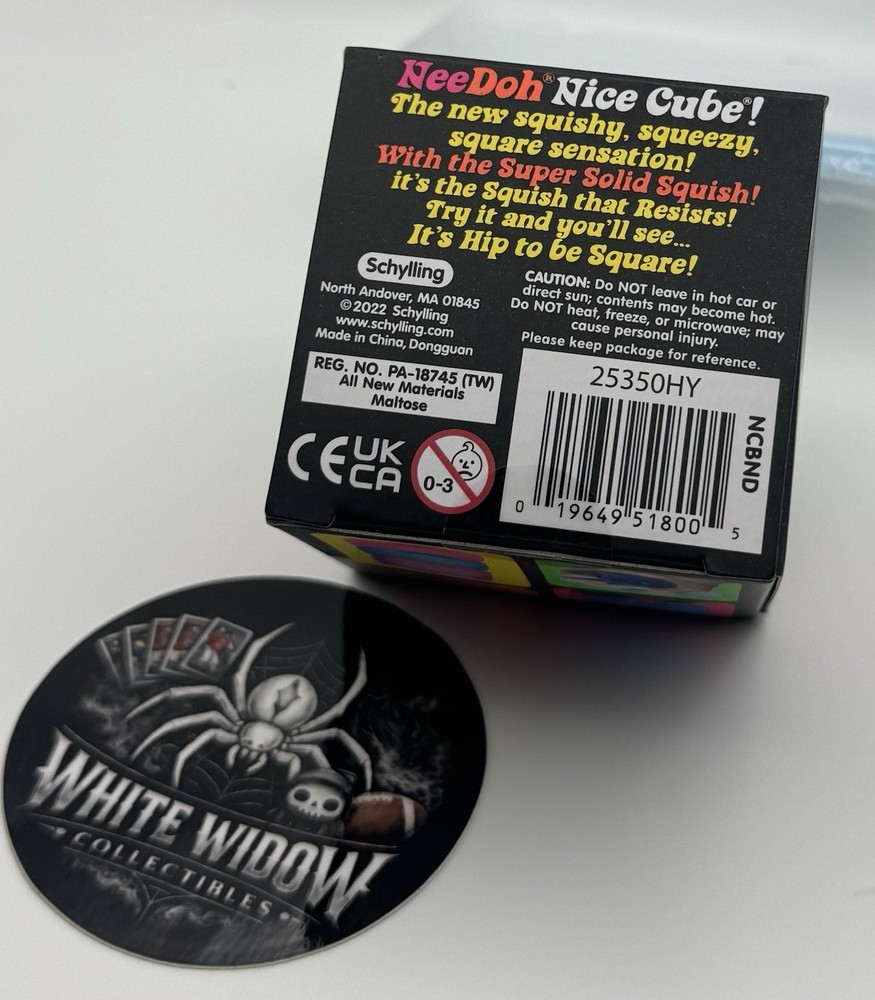 NeeDoh® Nice Cube®!
The new squishy, squeezy,
square sensation!
With the Super Solid Squish!
it's the Squish that Resists!
Try it and you'll see...
It's Hip to be Square!
Schylling
North Andover, MA 01845
©2022 Schylling
www.schylling.com
Made in China, Dongguan
REG. NO. PA-18745 (TW)
All New Materials
Maltose
CE UK
CA
0-3
CAUTION: Do NOT leave in hot car or
direct sun; contents may become hot.
Do NOT heat, freeze, or microwave; may
cause personal injury.
Please keep package for reference.
25350HY
NCBND
0 19649 51800 5
WHITE WIDOW
COLLECTIBLES